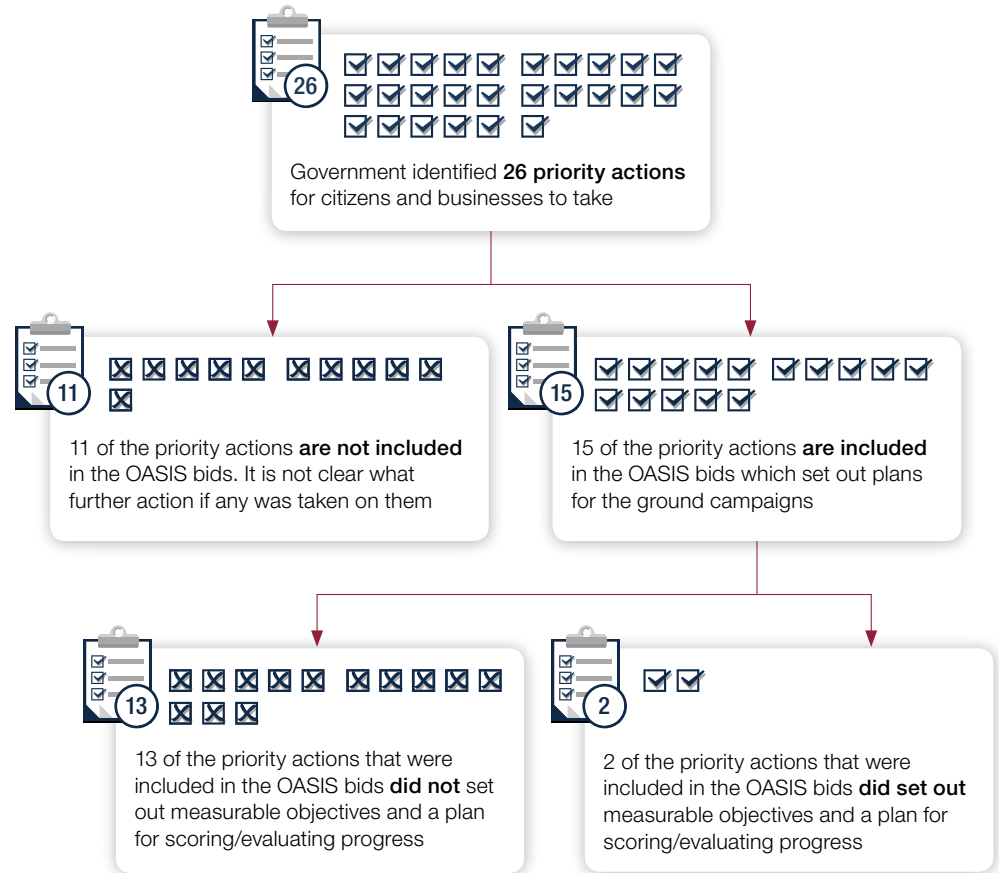 26
Government identified 26 priority actions
for citizens and businesses to take
11
11 of the priority actions are not included
in the OASIS bids. It is not clear what
further action if any was taken on them
15
15 of the priority actions are included
in the OASIS bids which set out plans
for the ground campaigns
13
13 of the priority actions that were
included in the OASIS bids did not set
out measurable objectives and a plan
for scoring/evaluating progress
2
2 of the priority actions that were
included in the OASIS bids did set out
measurable objectives and a plan for
scoring/evaluating progress